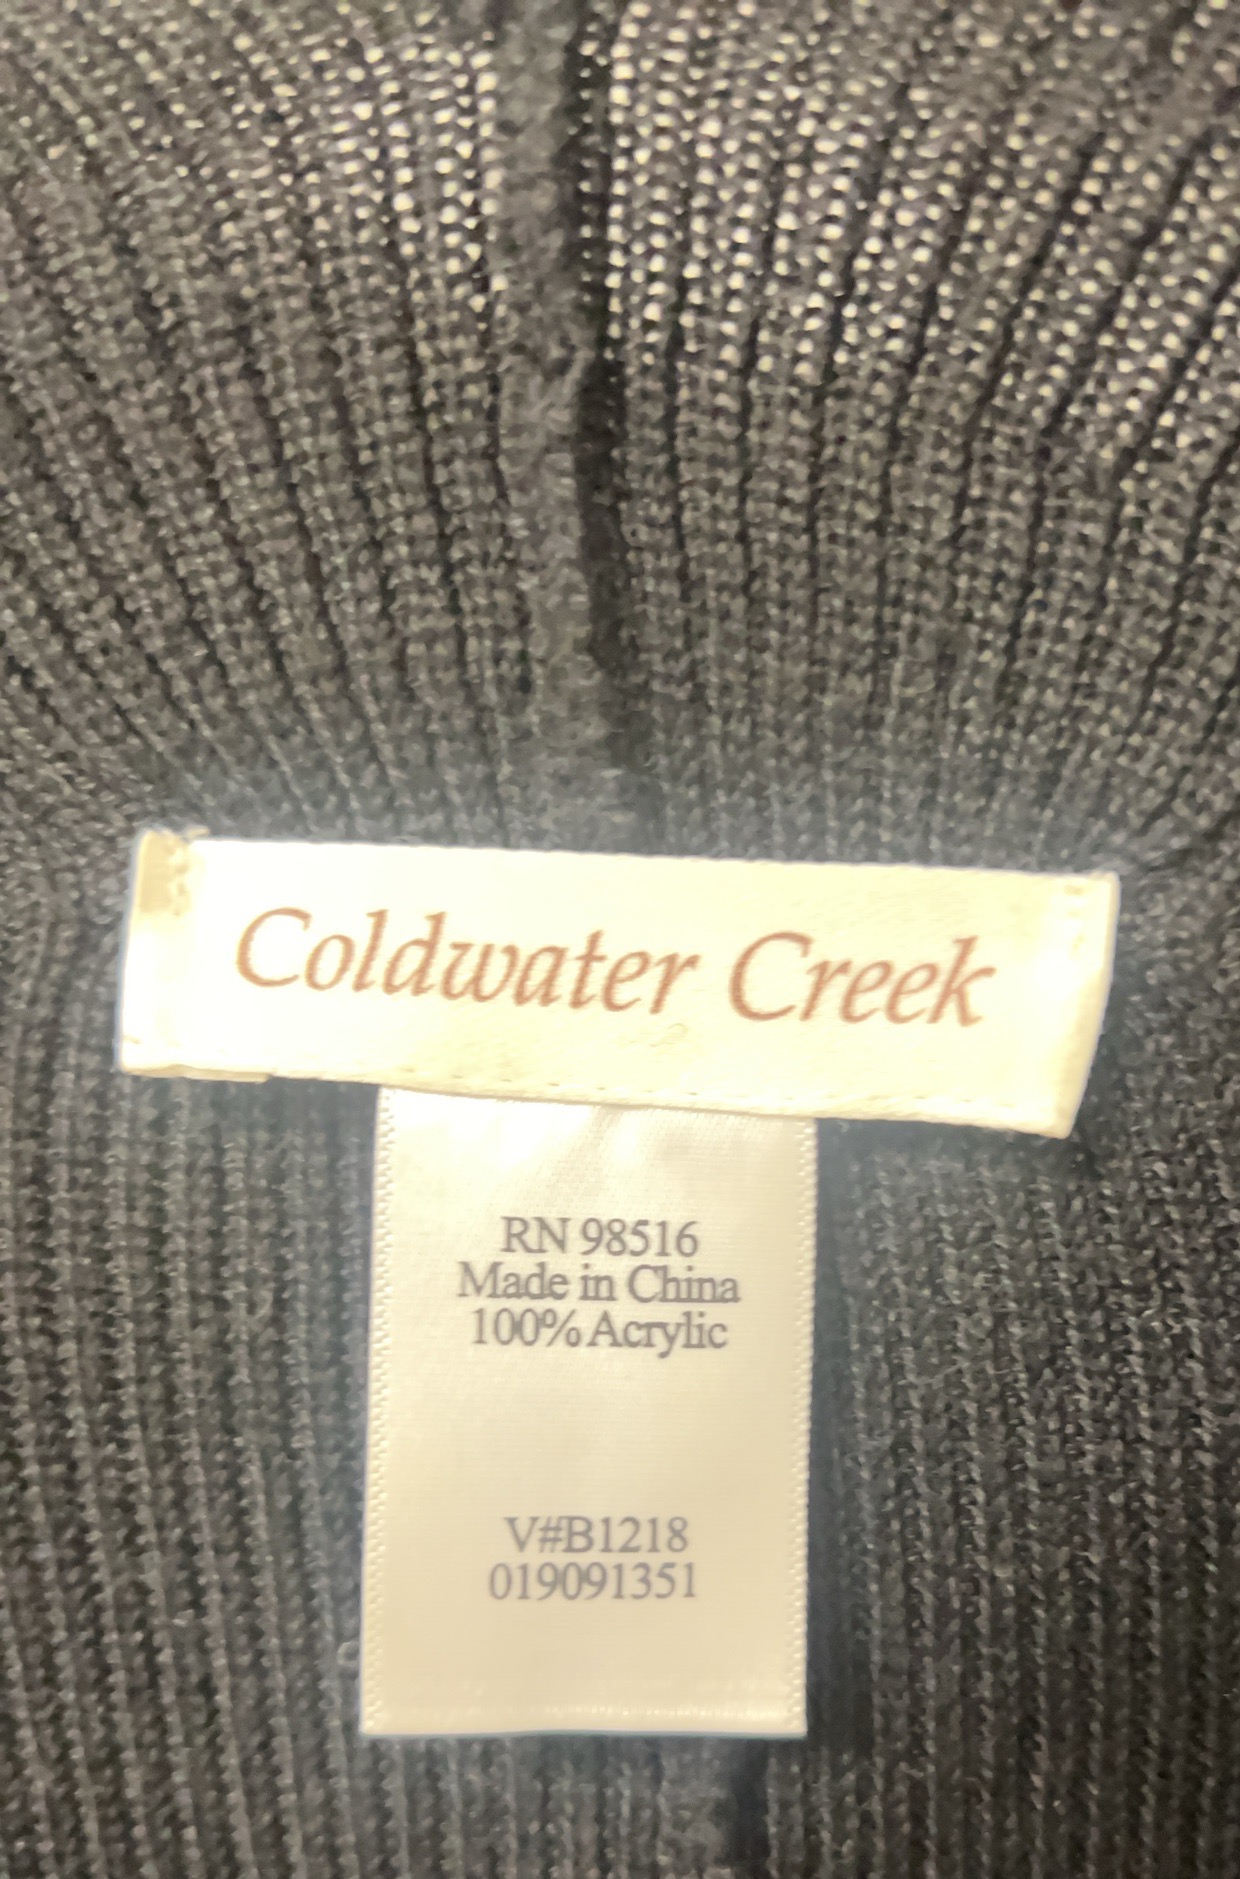 Coldwater Creek
RN 98516
Made in China
100% Acrylic
V#B1218
019091351